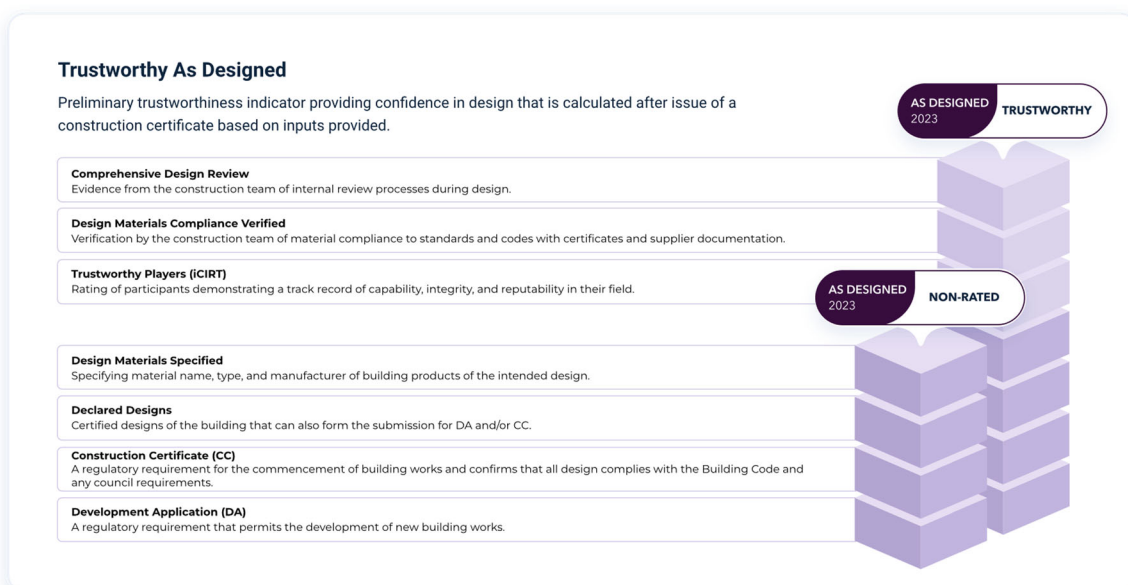 Trustworthy As Designed
Preliminary trustworthiness indicator providing confidence in design that is calculated after issue of a
construction certificate based on inputs provided.
AS DESIGNED
2023
TRUSTWORTHY
Comprehensive Design Review
Evidence from the construction team of internal review processes during design.
Design Materials Compliance Verified
Verification by the construction team of material compliance to standards and codes with certificates and supplier documentation.
Trustworthy Players (iCIRT)
Rating of participants demonstrating a track record of capability, integrity, and reputability in their field.
AS DESIGNED
2023
NON-RATED
Design Materials Specified
Specifying material name, type, and manufacturer of building products of the intended design.
Declared Designs
Certified designs of the building that can also form the submission for DA and/or CC.
Construction Certificate (CC)
A regulatory requirement for the commencement of building works and confirms that all design complies with the Building Code and
any council requirements.
Development Application (DA)
A regulatory requirement that permits the development of new building works.